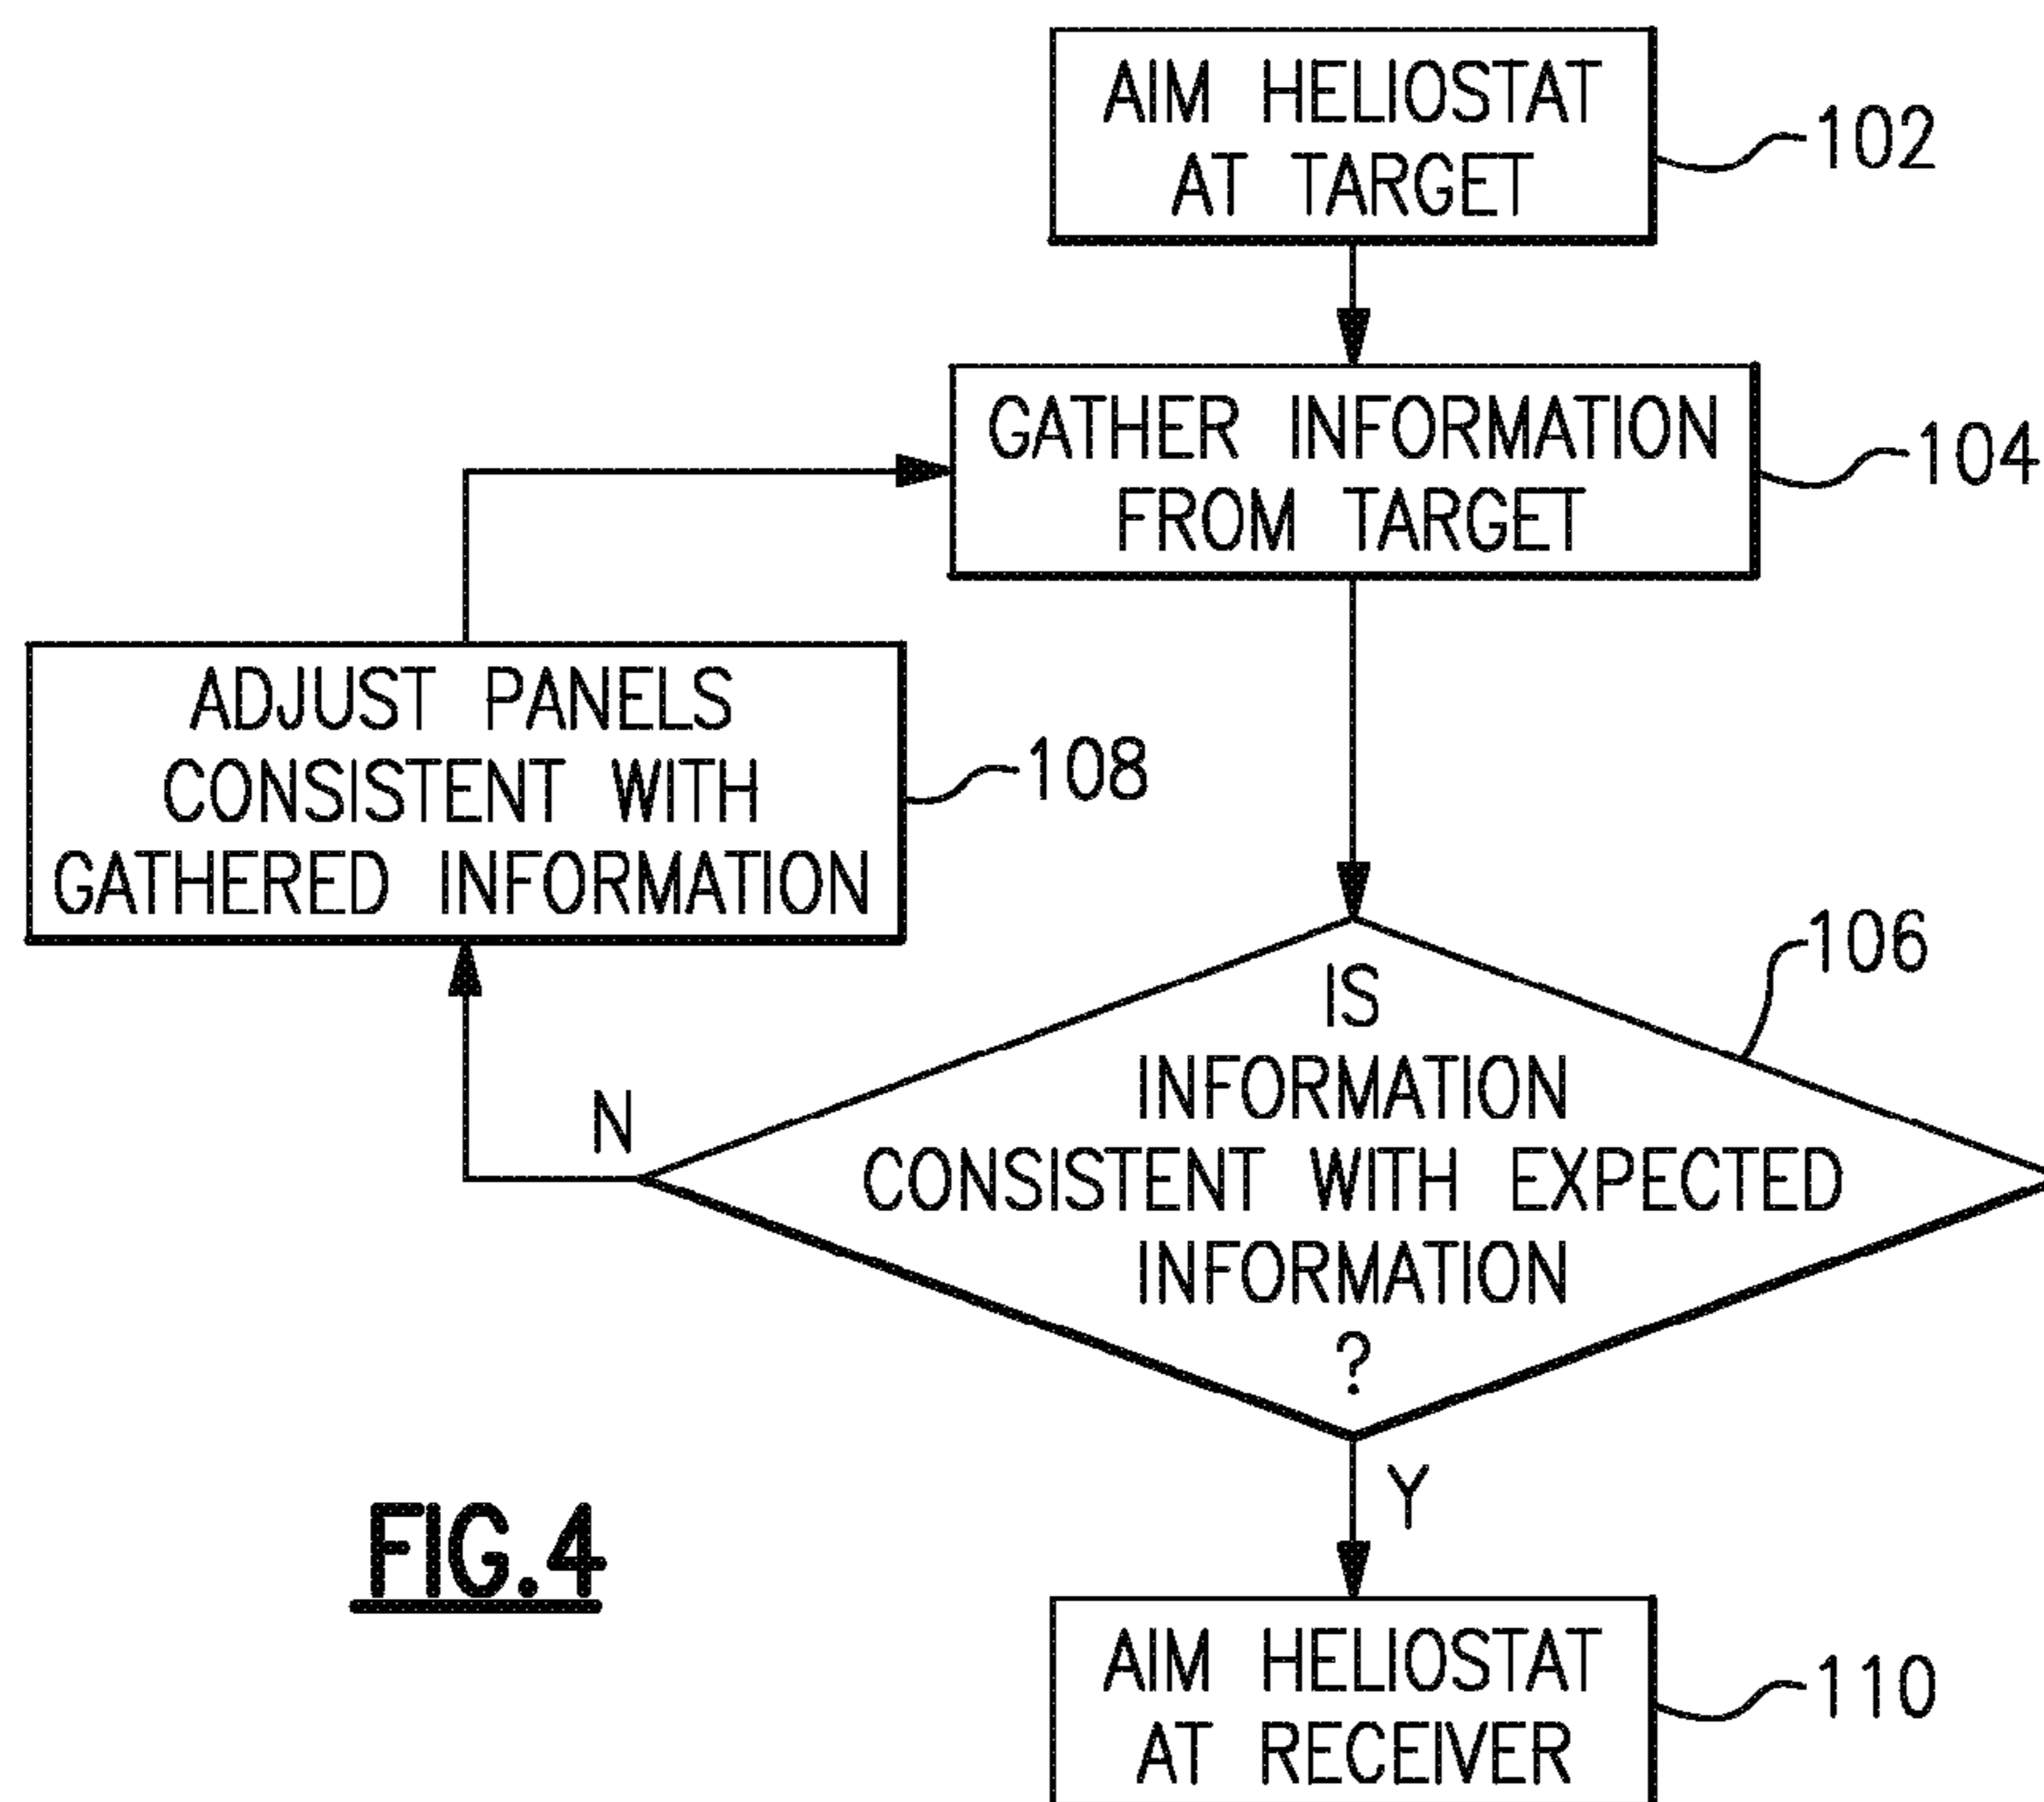 AIM HELIOSTAT
AT TARGET
102
GATHER INFORMATION
FROM TARGET
104
ADJUST PANELS
CONSISTENT WITH
GATHERED INFORMATION
108
106
IS
INFORMATION
CONSISTENT WITH EXPECTED
INFORMATION
?
N
Y
FIG.4
AIM HELIOSTAT
AT RECEIVER
110